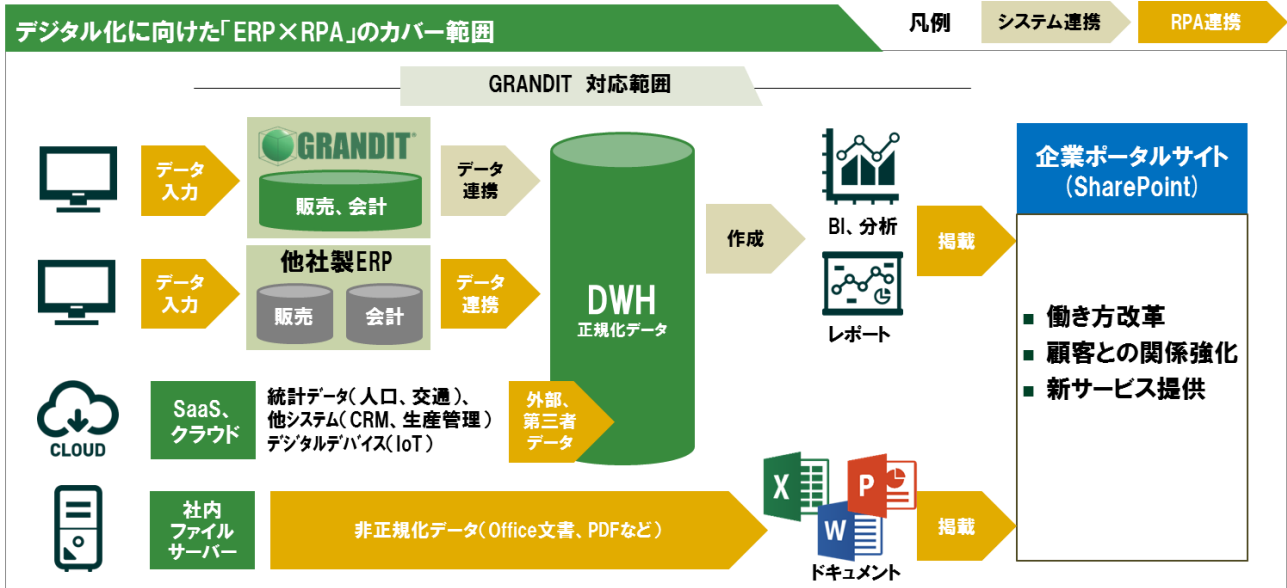 デジタル化に向けた「ERP×RPA」のカバー範囲
凡例
システム連携
RPA連携
GRANDIT 対応範囲
データ
入力
GRANDIT®
販売、会計
データ
連携
データ
入力
他社製ERP
販売
会計
データ
連携
DWH
正規化データ
作成
BI、分析
レポート
掲載
企業ポータルサイト
(SharePoint)
■ 働き方改革
■ 顧客との関係強化
■ 新サービス提供
CLOUD
SaaS、
クラウド
統計データ(人口、交通)、
他システム(CRM、生産管理)
デジタルデバイス(IoT)
外部、
第三者
データ
社内
ファイル
サーバー
非正規化データ(Office文書、PDFなど)
X
P
W
ドキュメント
掲載